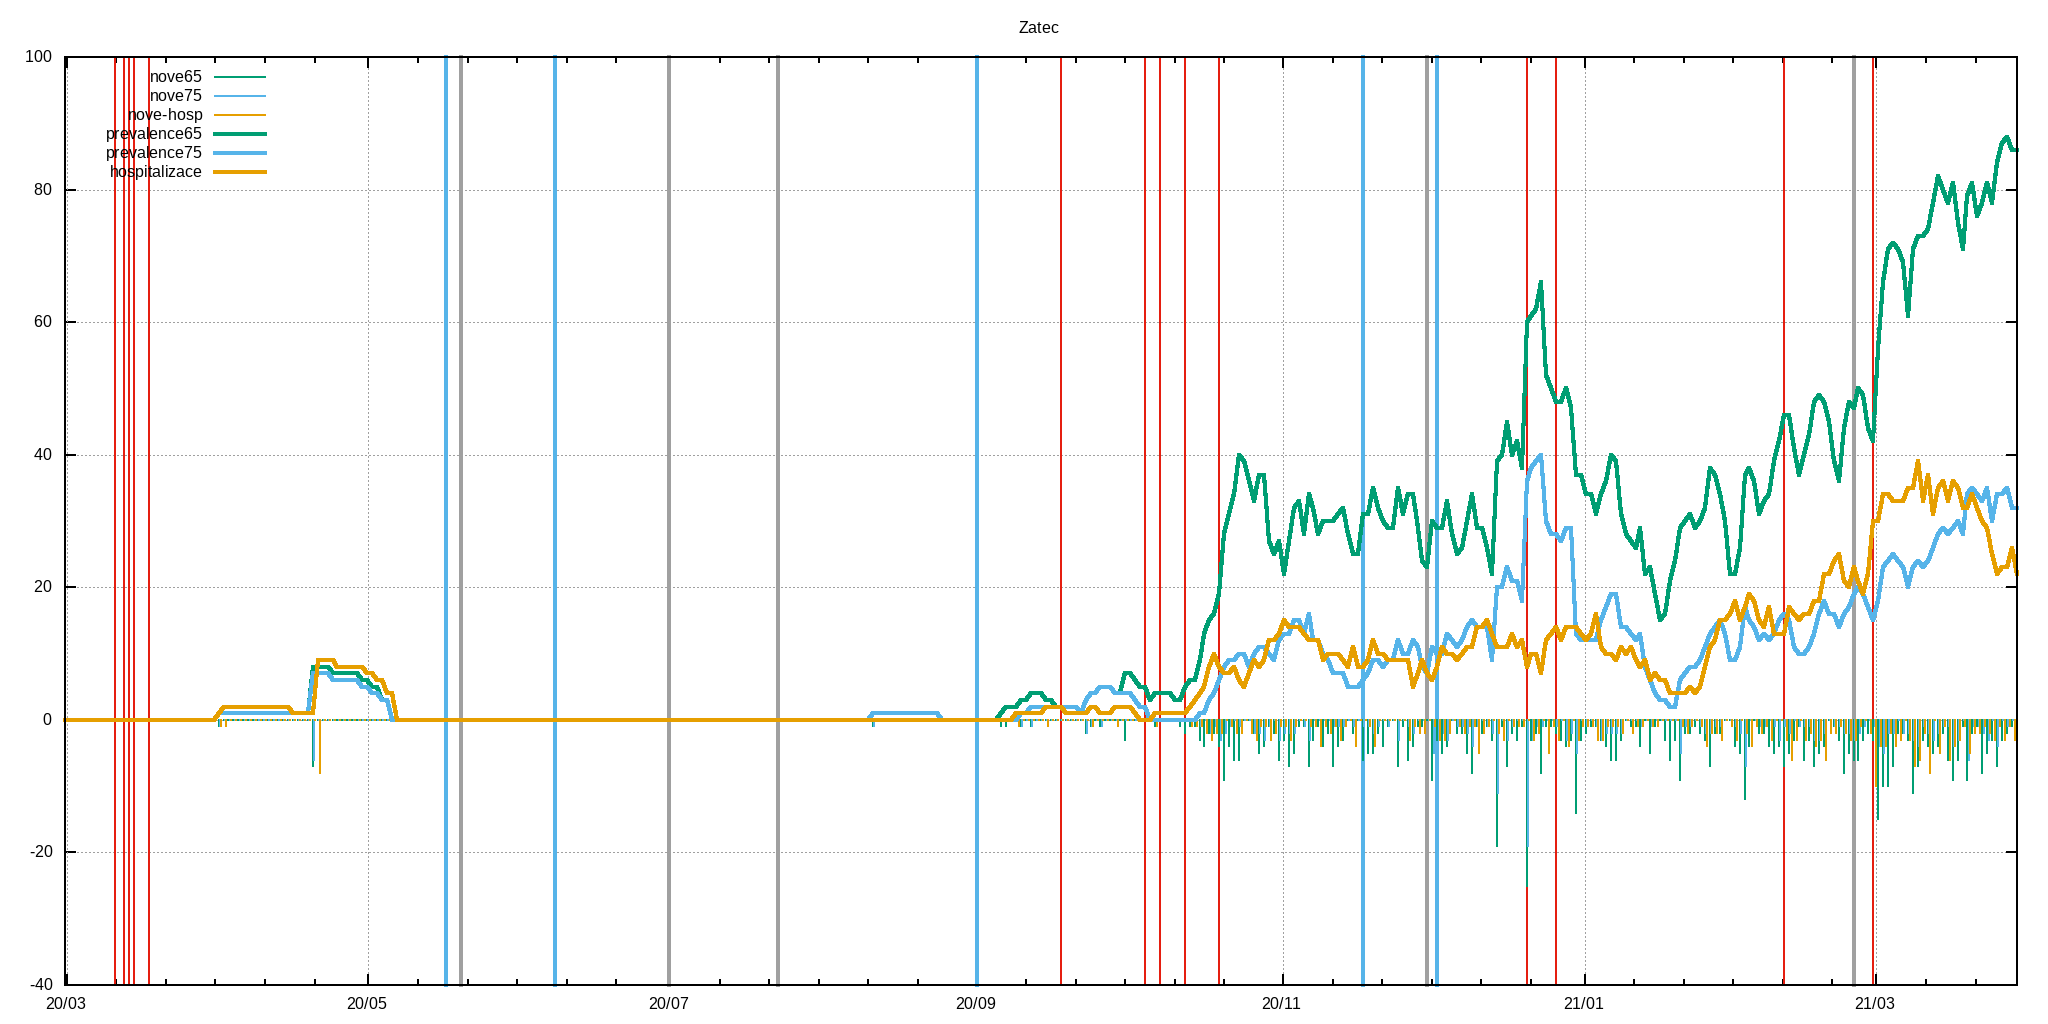 Zatec
100
nove65
nove75
nove-hosp
prevalence65
prevalence75
hospitalizace
80
60
40
20
0
-20
-40
20/03 20/05 20/07 20/09 20/11 21/01 21/03